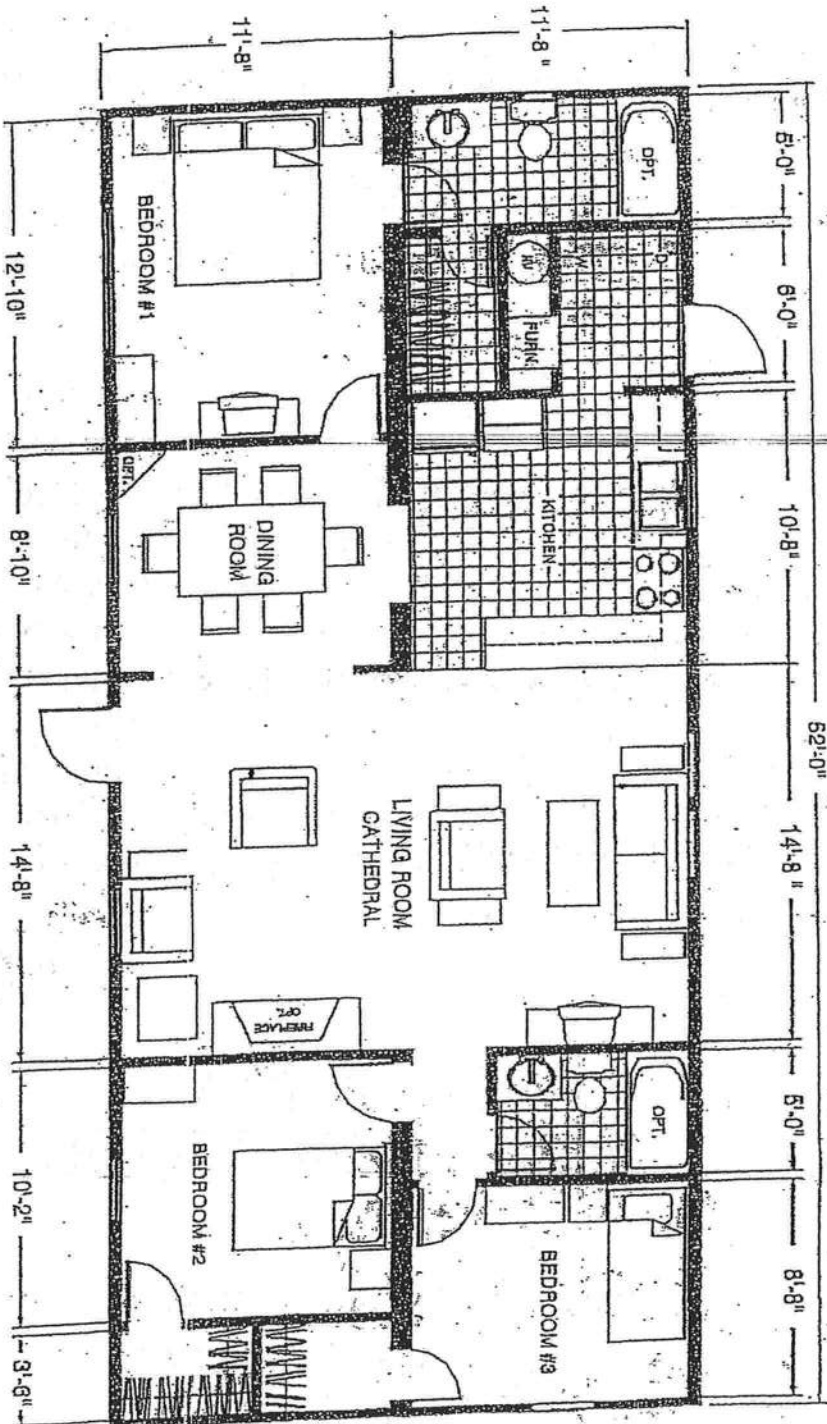 52'-0"
5'-0"
6'-0"
10'-8"
14'-8"
5'-0"
8'-8"
11'-8"
11'-8"
OPT.
D
W
FURN.
KITCHEN
LIVING ROOM
CATHEDRAL
OPT.
BEDROOM #3
BEDROOM #1
OPT.
DINING
ROOM
FIREPLACE
OPT.
BEDROOM #2
12'-10"
8'-10"
14'-8"
10'-2"
3'-6"